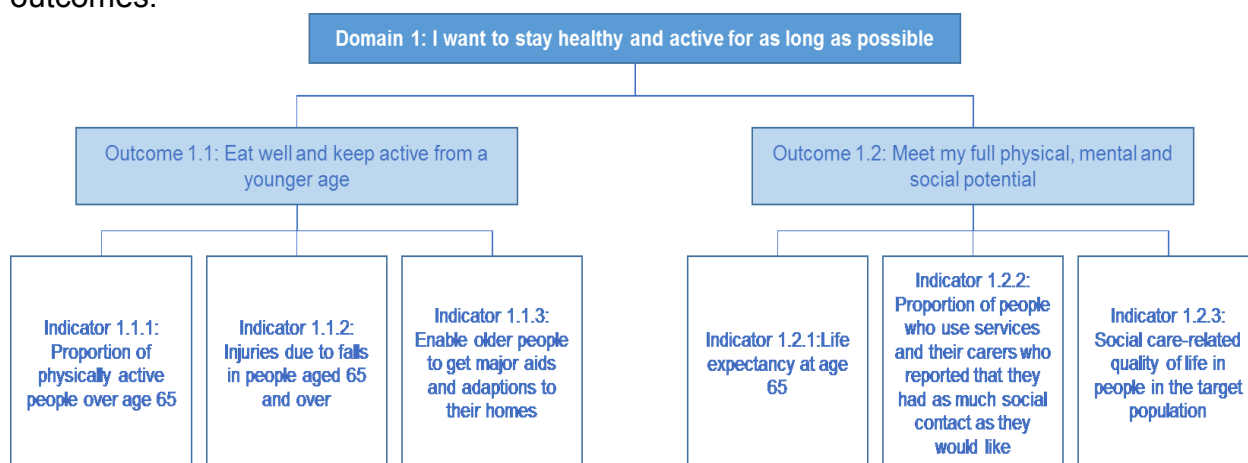 outcomes:
Domain 1: I want to stay healthy and active for as long as possible
Outcome 1.1: Eat well and keep active from a
younger age
Outcome 1.2: Meet my full physical, mental and
social potential
Indicator 1.1.1:
Proportion of
physically active
people over age 65
Indicator 1.1.2:
Injuries due to falls
in people aged 65
and over
Indicator 1.1.3:
Enable older people
to get major aids
and adaptions to
their homes
Indicator 1.2.1:Life
expectancy at age
65
Indicator 1.2.2:
Proportion of people
who use services
and their carers who
reported that they
had as much social
contact as they
would like
Indicator 1.2.3:
Social care-related
quality of life in
people in the target
population